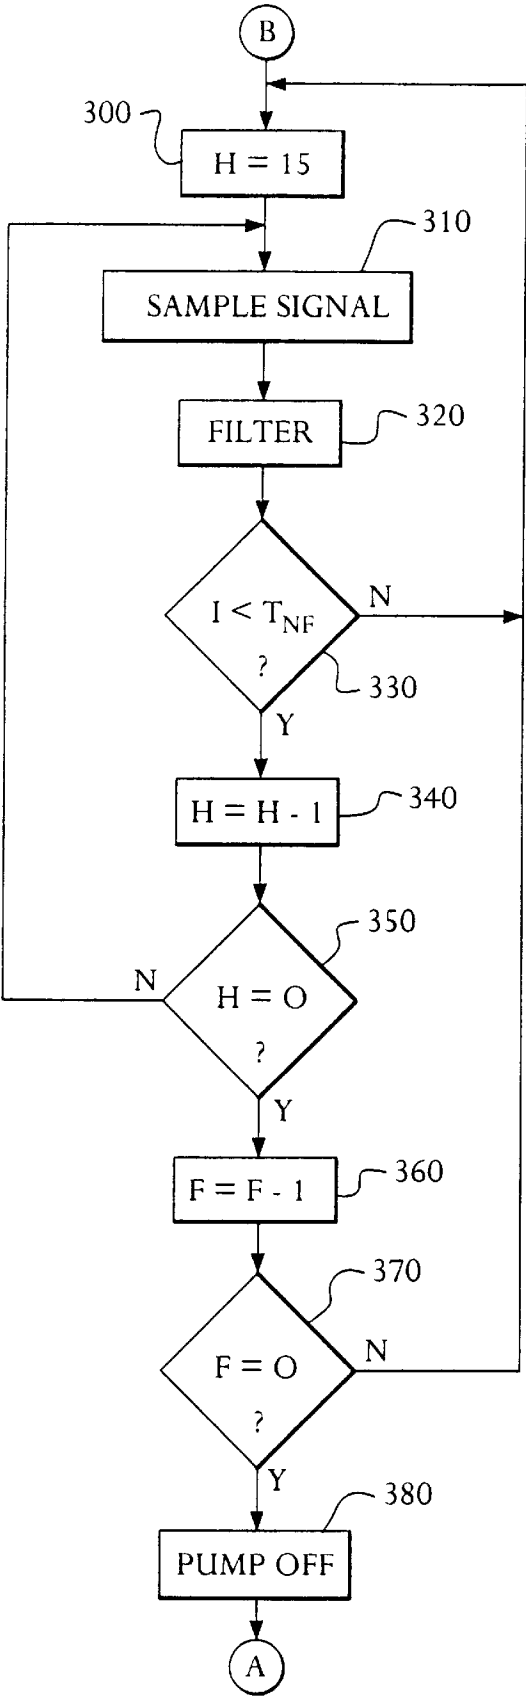 B
300
H = 15
310
SAMPLE SIGNAL
320
FILTER
I < T_NF
N
?
330
Y
H = H - 1
340
350
N
H = O
?
Y
F = F - 1
360
370
F = O
N
?
Y
380
PUMP OFF
A